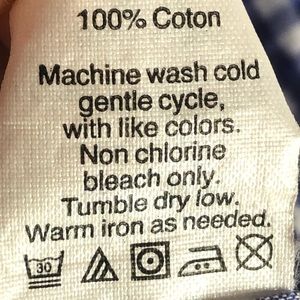 100% Coton
Machine wash cold
gentle cycle,
with like colors.
Non chlorine
bleach only.
Tumble dry low.
Warm iron as needed.
30